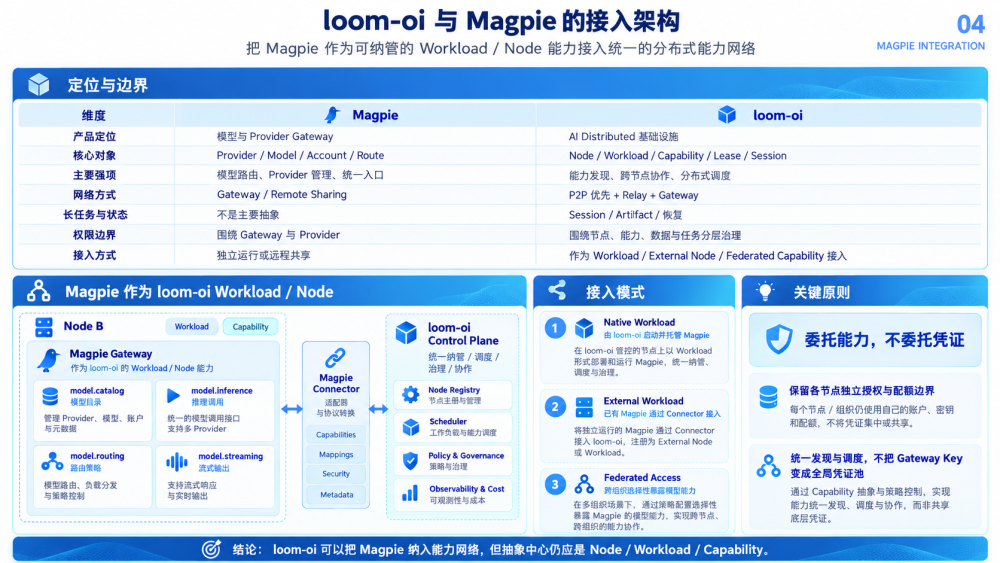 loom-oi 与 Magpie 的接入架构
把 Magpie 作为可纳管的 Workload / Node 能力接入统一的分布式能力网络
04
MAGPIE INTEGRATION
定位与边界
维度 Magpie loom-oi
产品定位 模型与 Provider Gateway AI Distributed 基础设施
核心对象 Provider / Model / Account / Route Node / Workload / Capability / Lease / Session
主要强项 模型路由、Provider 管理、统一入口 能力发现、跨节点协作、分布式调度
网络方式 Gateway / Remote Sharing P2P 优先 + Relay + Gateway
长任务与状态 不是主要抽象 Session / Artifact / 恢复
权限边界 围绕 Gateway 与 Provider 围绕节点、能力、数据与任务分层治理
接入方式 独立运行或远程共享 作为 Workload / External Node / Federated Capability 接入
Magpie 作为 loom-oi Workload / Node
Node B
Workload
Capability
Magpie Gateway
作为 loom-oi 的 Workload / Node 能力
model.catalog
模型目录
管理 Provider、模型、账户
与元数据
model.inference
推理调用
统一的模型调用接口
支持多 Provider
model.routing
路由策略
模型路由、负载分发
与策略控制
model.streaming
流式输出
支持流式响应
与实时输出
Magpie
Connector
适配器
与协议转换
Capabilities
Mappings
Security
Metadata
loom-oi
Control Plane
统一纳管 / 调度 /
治理 / 协作
Node Registry
节点注册与管理
Scheduler
工作负载与能力调度
Policy & Governance
策略与治理
Observability & Cost
可观测性与成本
接入模式
1
Native Workload
由 loom-oi 启动并托管 Magpie
在 loom-oi 管控的节点上以 Workload
形式部署和运行 Magpie，统一纳管、
调度与治理。
2
External Workload
已有 Magpie 通过 Connector 接入
将独立运行的 Magpie 通过 Connector
接入 loom-oi，注册为 External Node
或 Workload。
3
Federated Access
跨组织选择性暴露模型能力
在多组织场景下，通过策略配置选择性
暴露 Magpie 的模型能力，实现跨节点、
跨组织的能力协作。
关键原则
委托能力，不委托凭证
保留各节点独立授权与配额边界
每个节点 / 组织仍使用自己的账户、密钥
和配额，不将凭证集中或共享。
统一发现与调度，不把 Gateway Key
变成全局凭证池
通过 Capability 抽象与策略控制，实现
能力统一发现、调度与协作，而非共享
底层凭证。
结论： loom-oi 可以把 Magpie 纳入能力网络，但抽象中心仍应是 Node / Workload / Capability。